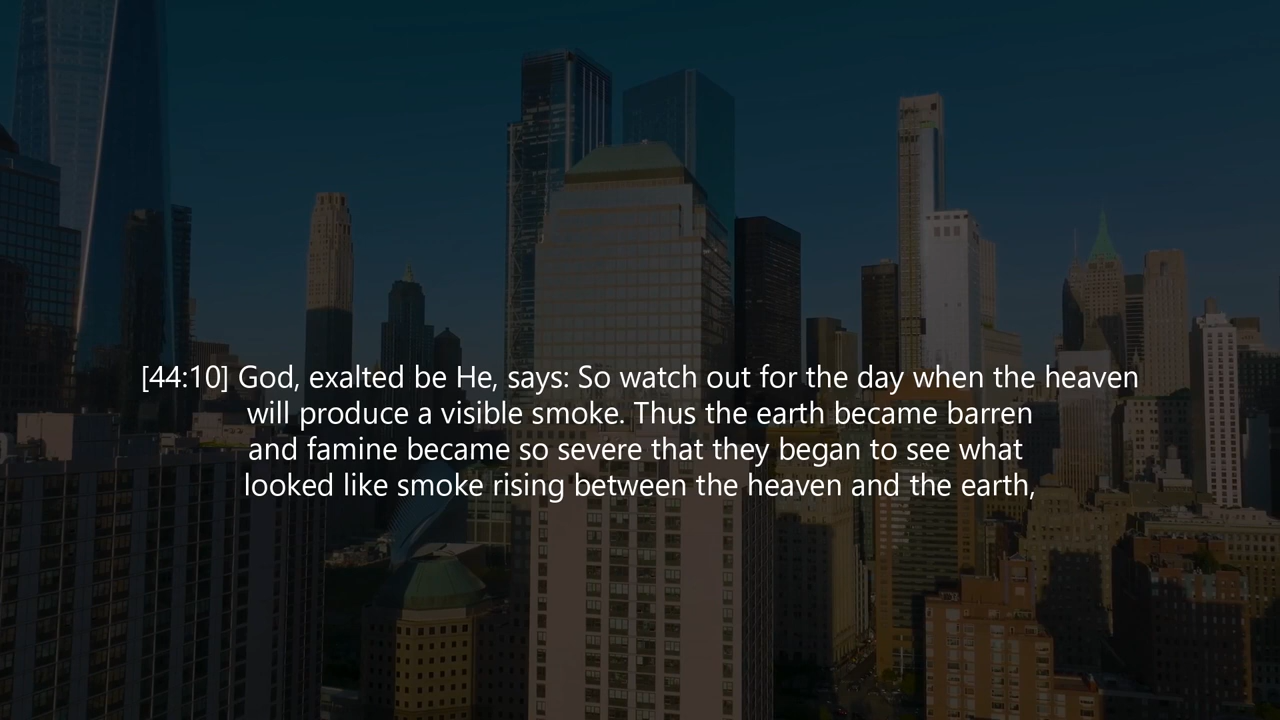 [44:10] God, exalted be He, says: So watch out for the day when the heaven
will produce a visible smoke. Thus the earth became barren
and famine became so severe that they began to see what
looked like smoke rising between the heaven and the earth,